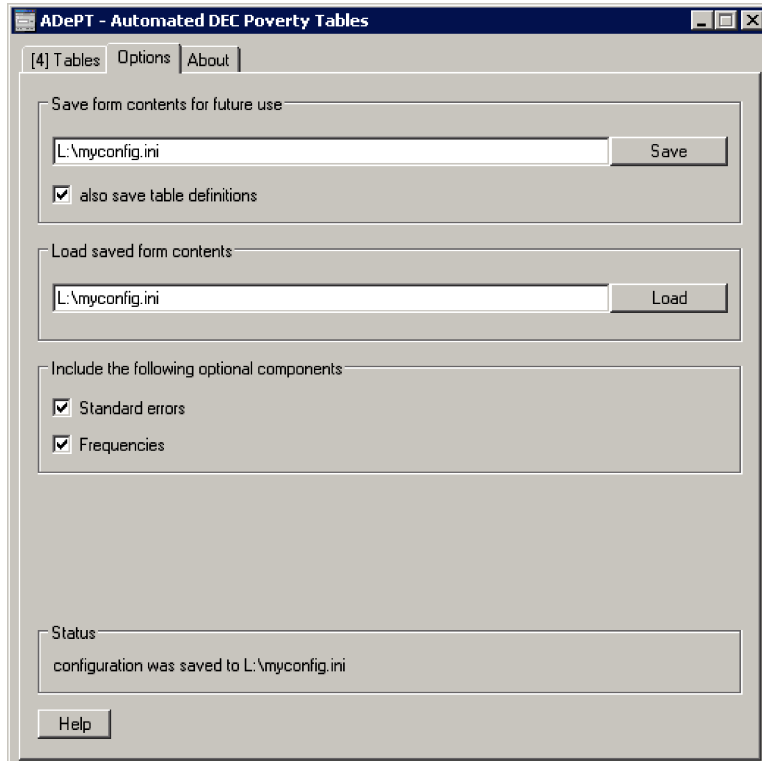 ADePT - Automated DEC Poverty Tables
[4] Tables Options About
Save form contents for future use
L:\myconfig.ini Save
also save table definitions
Load saved form contents
L:\myconfig.ini Load
Include the following optional components
Standard errors
Frequencies
Status
configuration was saved to L:\myconfig.ini
Help